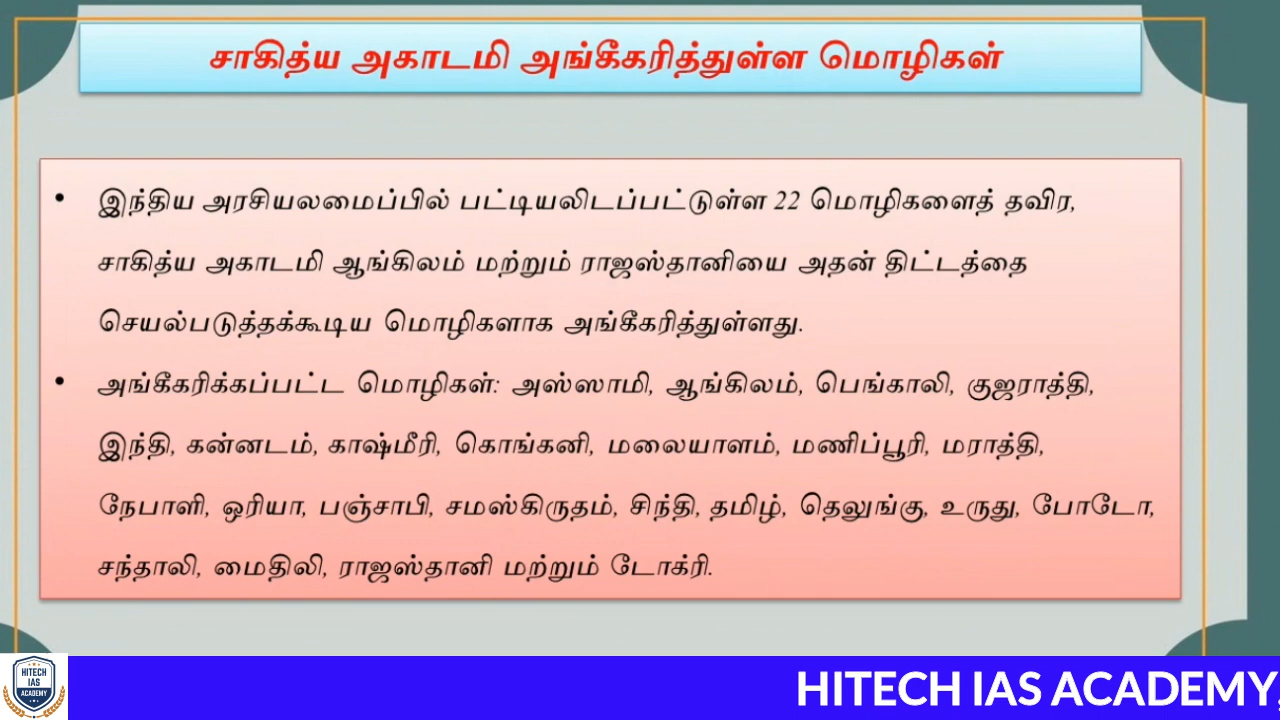 சாகித்ய அகாடமி அங்கீகரித்துள்ள மொழிகள்
• இந்திய அரசியலமைப்பில் பட்டியலிடப்பட்டுள்ள 22 மொழிகளைத் தவிர,
சாகித்ய அகாடமி ஆங்கிலம் மற்றும் ராஜஸ்தானியை அதன் திட்டத்தை
செயல்படுத்தக்கூடிய மொழிகளாக அங்கீகரித்துள்ளது.
• அங்கீகரிக்கப்பட்ட மொழிகள்: அஸ்ஸாமி, ஆங்கிலம், பெங்காலி, குஜராத்தி,
இந்தி, கன்னடம், காஷ்மீரி, கொங்கனி, மலையாளம், மணிப்பூரி, மராத்தி,
நேபாளி, ஒரியா, பஞ்சாபி, சமஸ்கிருதம், சிந்தி, தமிழ், தெலுங்கு, உருது, போடோ,
சந்தாலி, மைதிலி, ராஜஸ்தானி மற்றும் டோக்ரி.
HITECH
IAS
ACADEMY
HITECH IAS ACADEMY,